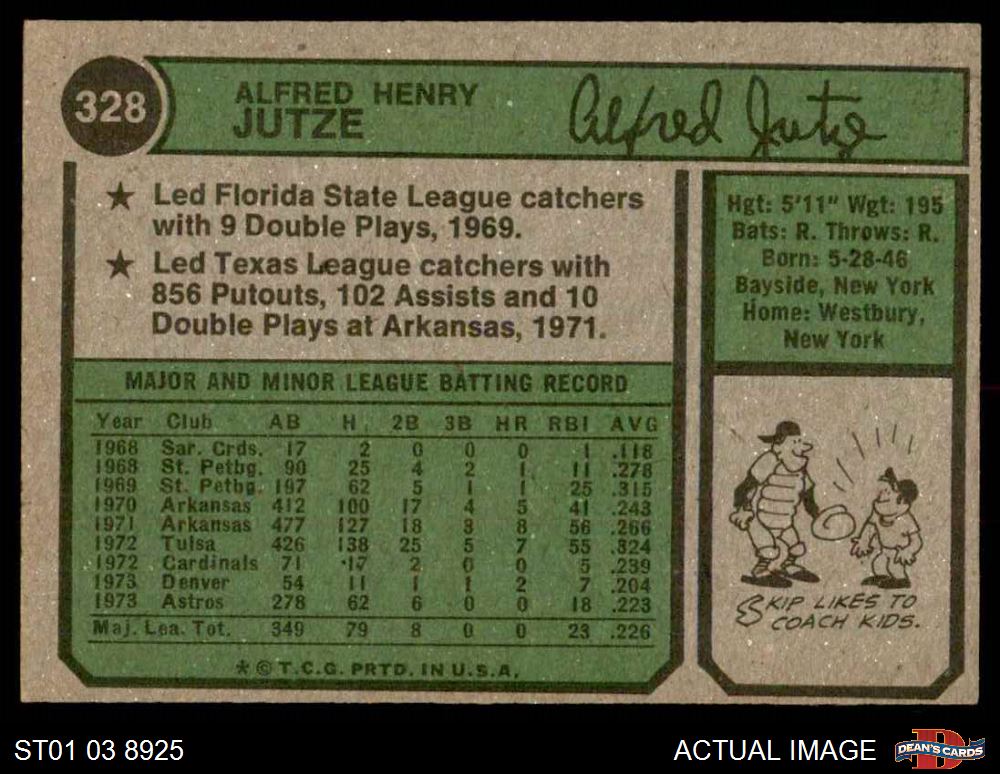 328
ALFRED HENRY
JUTZE
Alfred Jutze
★ Led Florida State League catchers
with 9 Double Plays, 1969.
★ Led Texas League catchers with
856 Putouts, 102 Assists and 10
Double Plays at Arkansas, 1971.
Hgt: 5'11" Wgt: 195
Bats: R. Throws: R.
Born: 5-28-46
Bayside, New York
Home: Westbury,
New York
MAJOR AND MINOR LEAGUE BATTING RECORD
Year Club AB H 2B 3B HR RBI AVG
1968 Sar. Crds. 17 2 0 0 0 1 .118
1968 St. Petbg. 90 25 4 2 1 11 .278
1969 St. Petbg. 197 62 5 1 1 25 .315
1970 Arkansas 412 100 17 4 5 41 .243
1971 Arkansas 477 127 18 3 8 56 .266
1972 Tulsa 426 138 25 5 7 55 .324
1972 Cardinals 71 17 2 0 0 5 .239
1973 Denver 54 11 1 1 2 7 .204
1973 Astros 278 62 6 0 0 18 .223
Maj. Lea. Tot. 349 79 8 0 0 23 .226
* © T.C.G. PRTD. IN U.S.A.
SKIP LIKES TO
COACH KIDS.
ST01 03 8925
ACTUAL IMAGE
DEAN'S CARDS